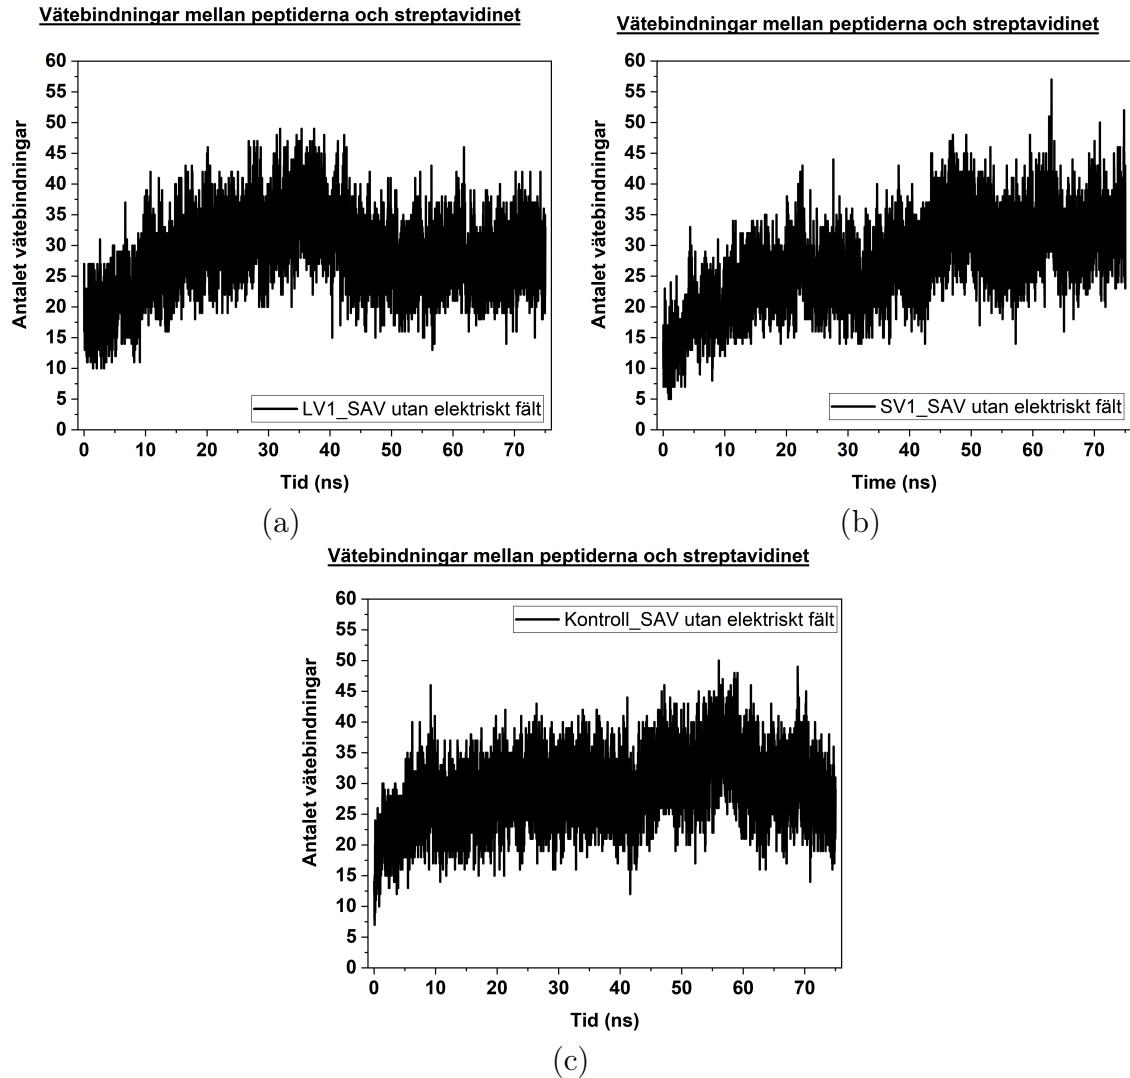 Vätebindningar mellan peptiderna och streptavidinet
60
55
50
45
40
35
30
25
20
15
10
5
0
Antalet vätebindningar
LV1_SAV utan elektriskt fält
0 10 20 30 40 50 60 70
Tid (ns)
(a)
Vätebindningar mellan peptiderna och streptavidinet
60
55
50
45
40
35
30
25
20
15
10
5
0
Antalet vätebindningar
SV1_SAV utan elektriskt fält
0 10 20 30 40 50 60 70
Time (ns)
(b)
Vätebindningar mellan peptiderna och streptavidinet
60
55
50
45
40
35
30
25
20
15
10
5
0
Antalet vätebindningar
Kontroll_SAV utan elektriskt fält
0 10 20 30 40 50 60 70
Tid (ns)
(c)